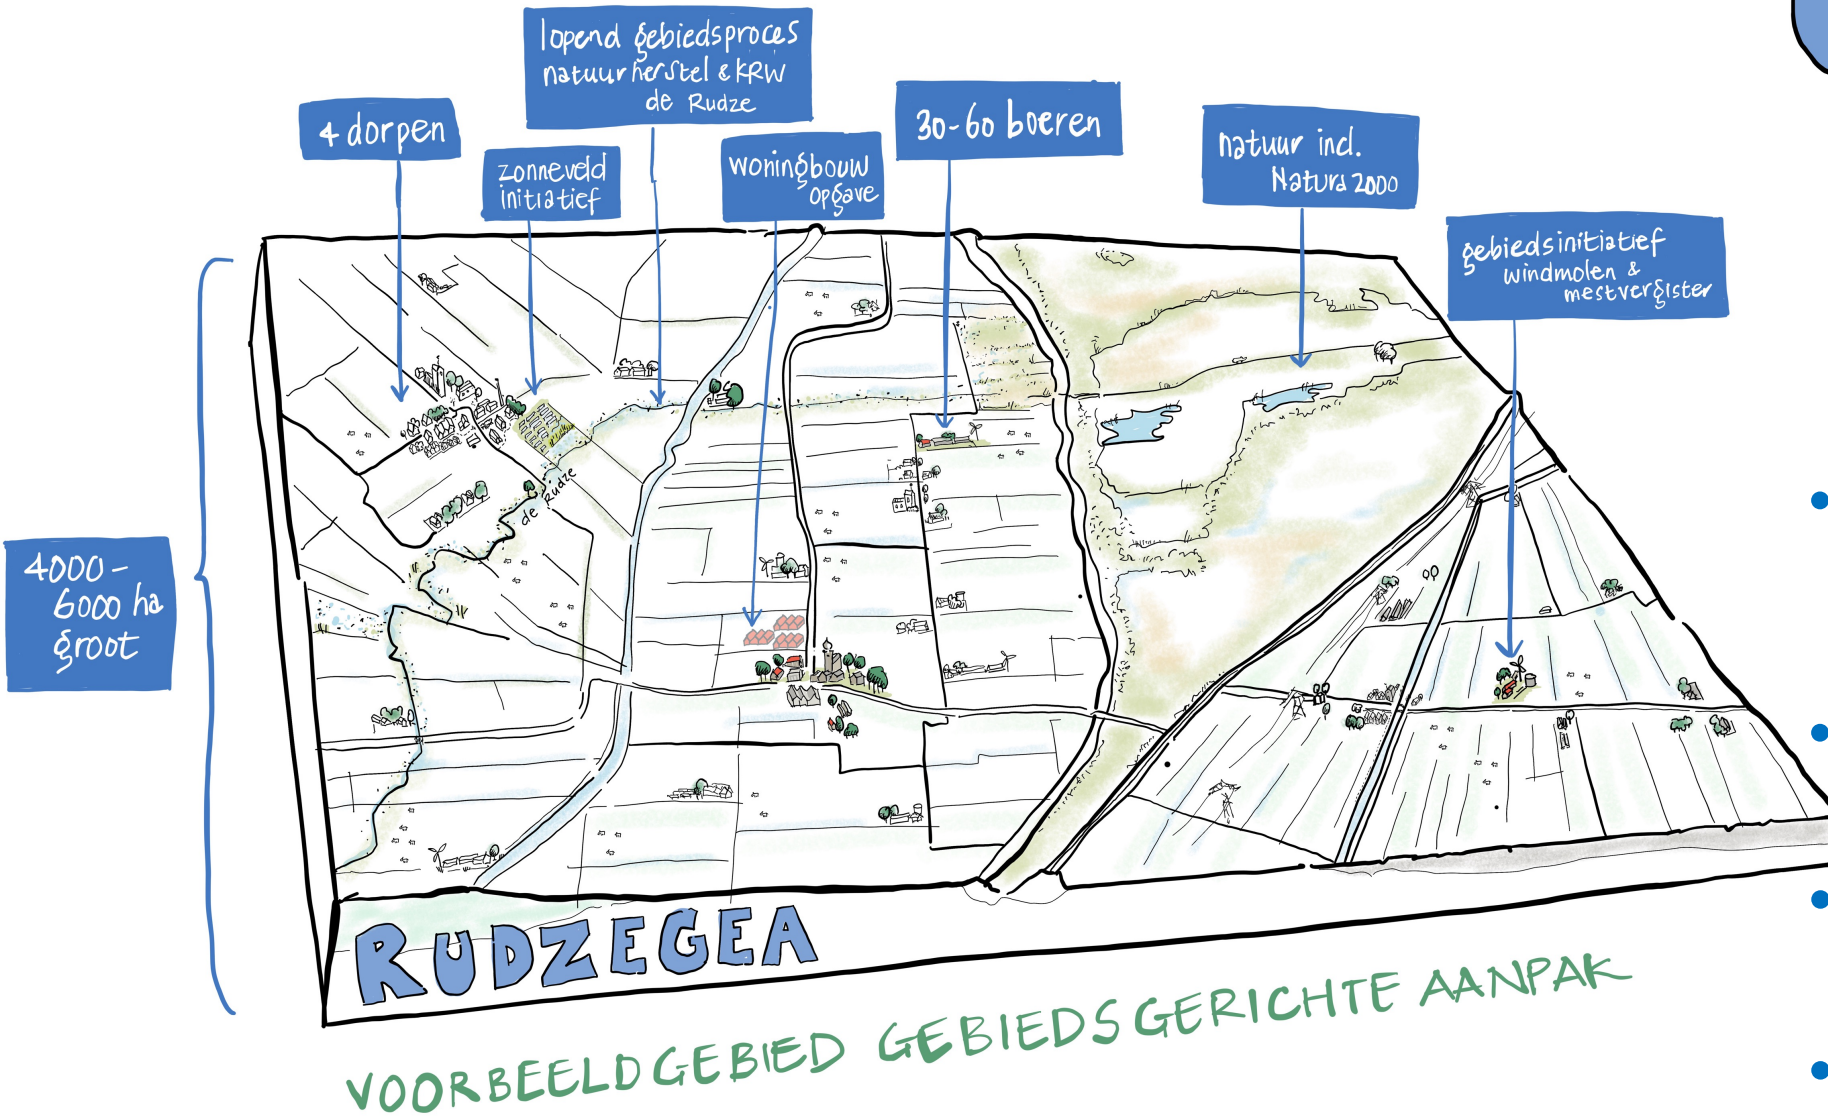 lopend gebiedsproces
natuurherstel & KRW
de Rudze
4 dorpen
30-60 boeren
zonneveld
initiatief
woningbouw
opgave
natuur incl.
Natura 2000
gebiedsinitiatief
windmolen &
mestvergister
de Rudze
4000-
6000 ha
groot
RUDZEGEA
VOORBEELDGEBIED GEBIEDSGERICHTE AANPAK